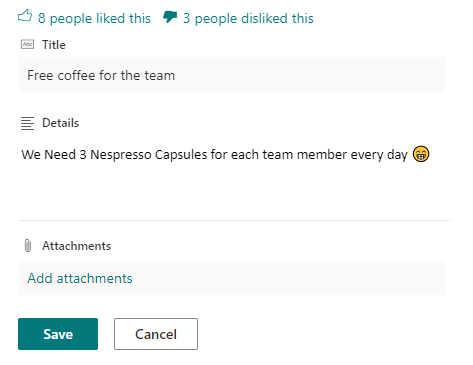 8 people liked this 3 people disliked this
Abc Title
Free coffee for the team
Details
We Need 3 Nespresso Capsules for each team member every day 😁
Attachments
Add attachments
Save Cancel